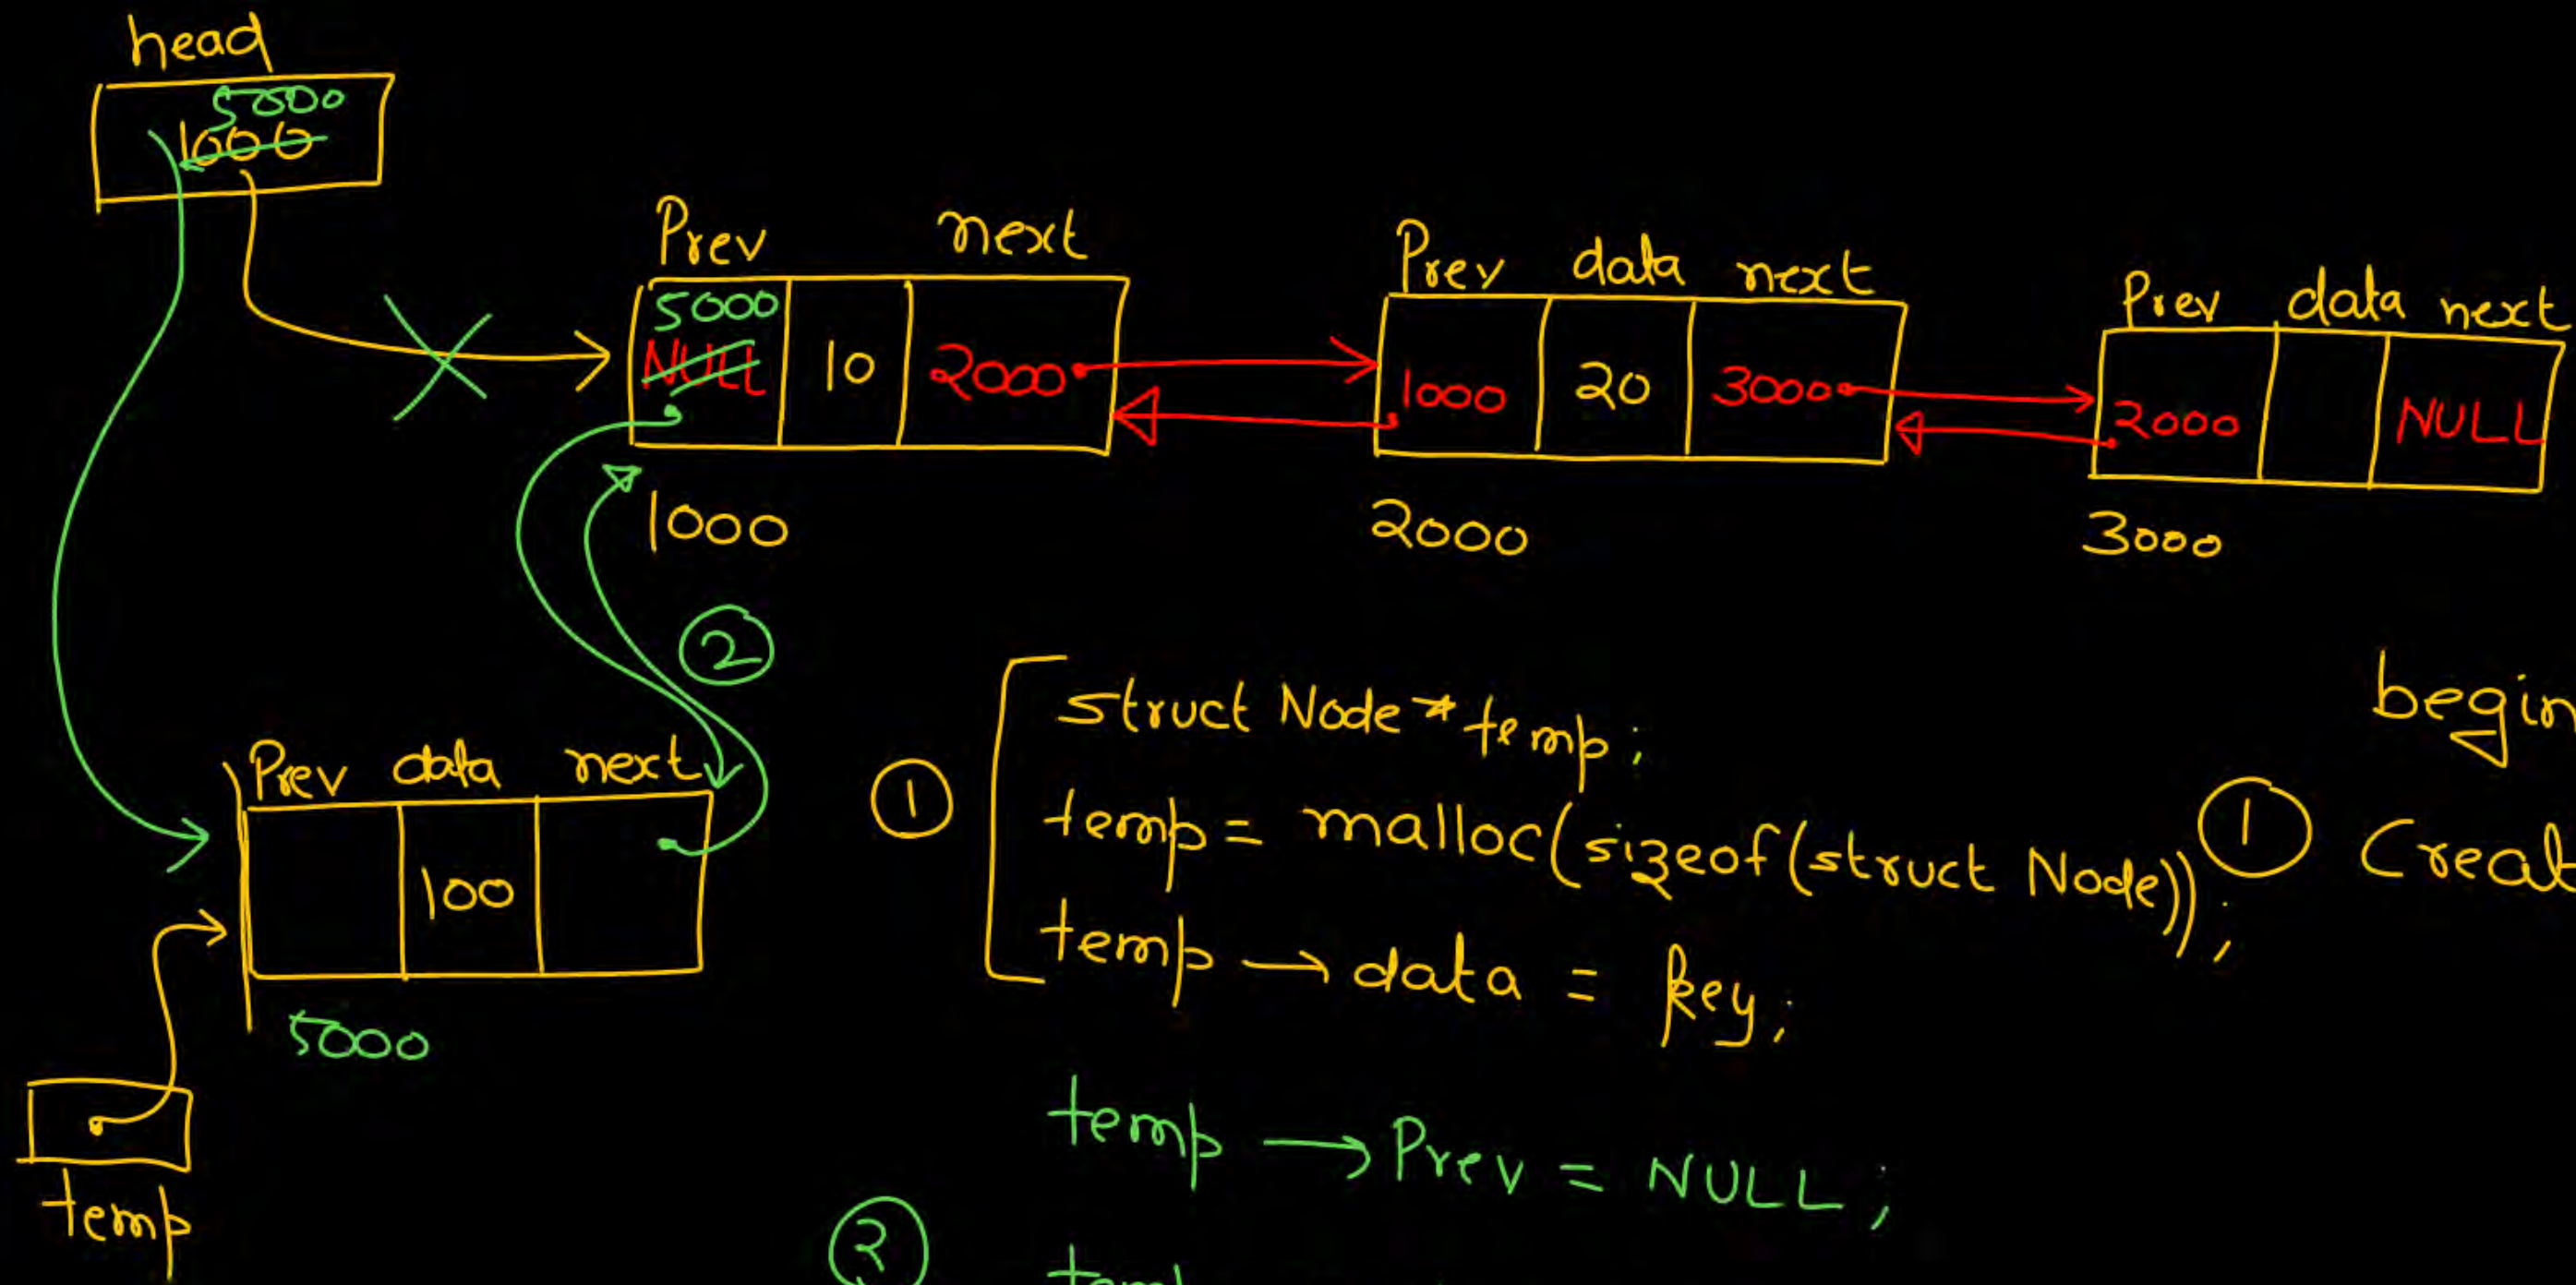 head
5000
1000
Prev next
5000
NULL 10 2000
1000
Prev data next
1000 20 3000
2000
Prev data next
2000 NULL
3000
2
Prev data next
100
5000
temp
1
struct Node * temp;
temp = malloc(sizeof(struct Node));
temp → data = key;
temp → Prev = NULL;
2
begin
1 Creat